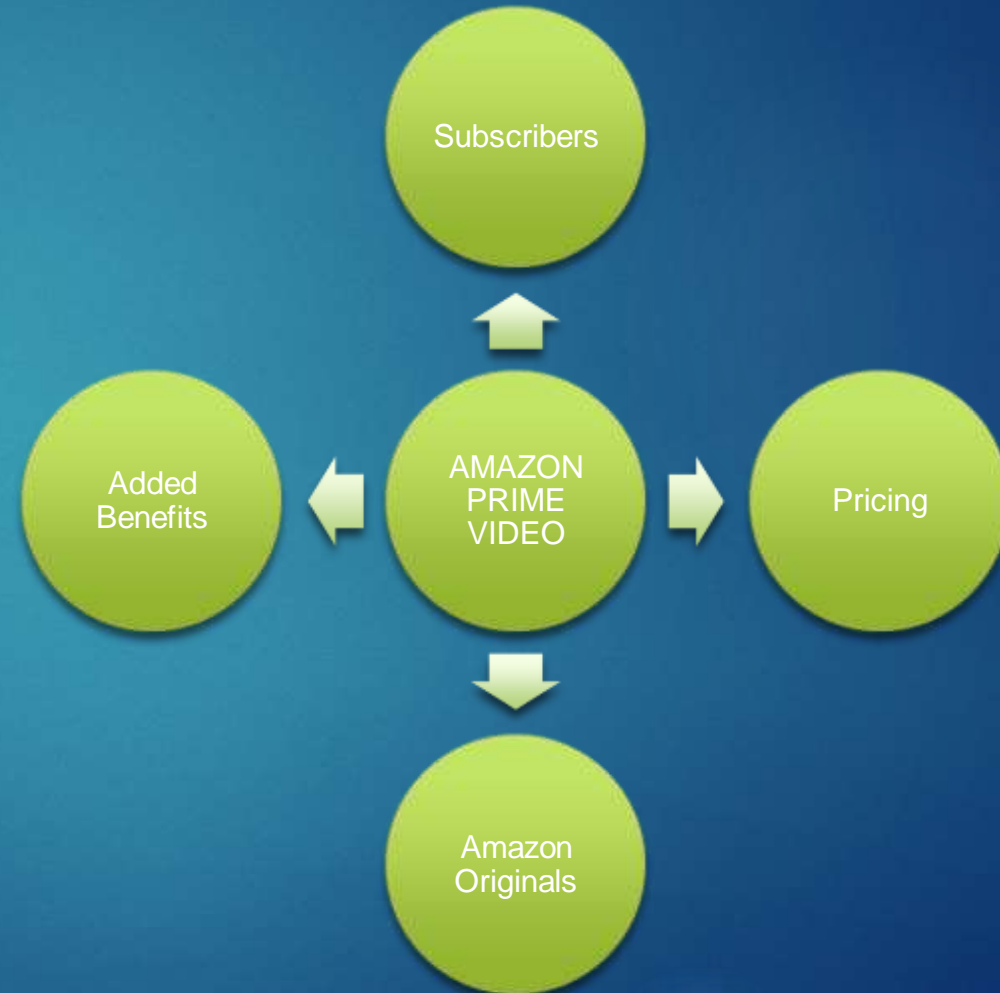 Subscribers
Added
Benefits
AMAZON
PRIME
VIDEO
Pricing
Amazon
Originals